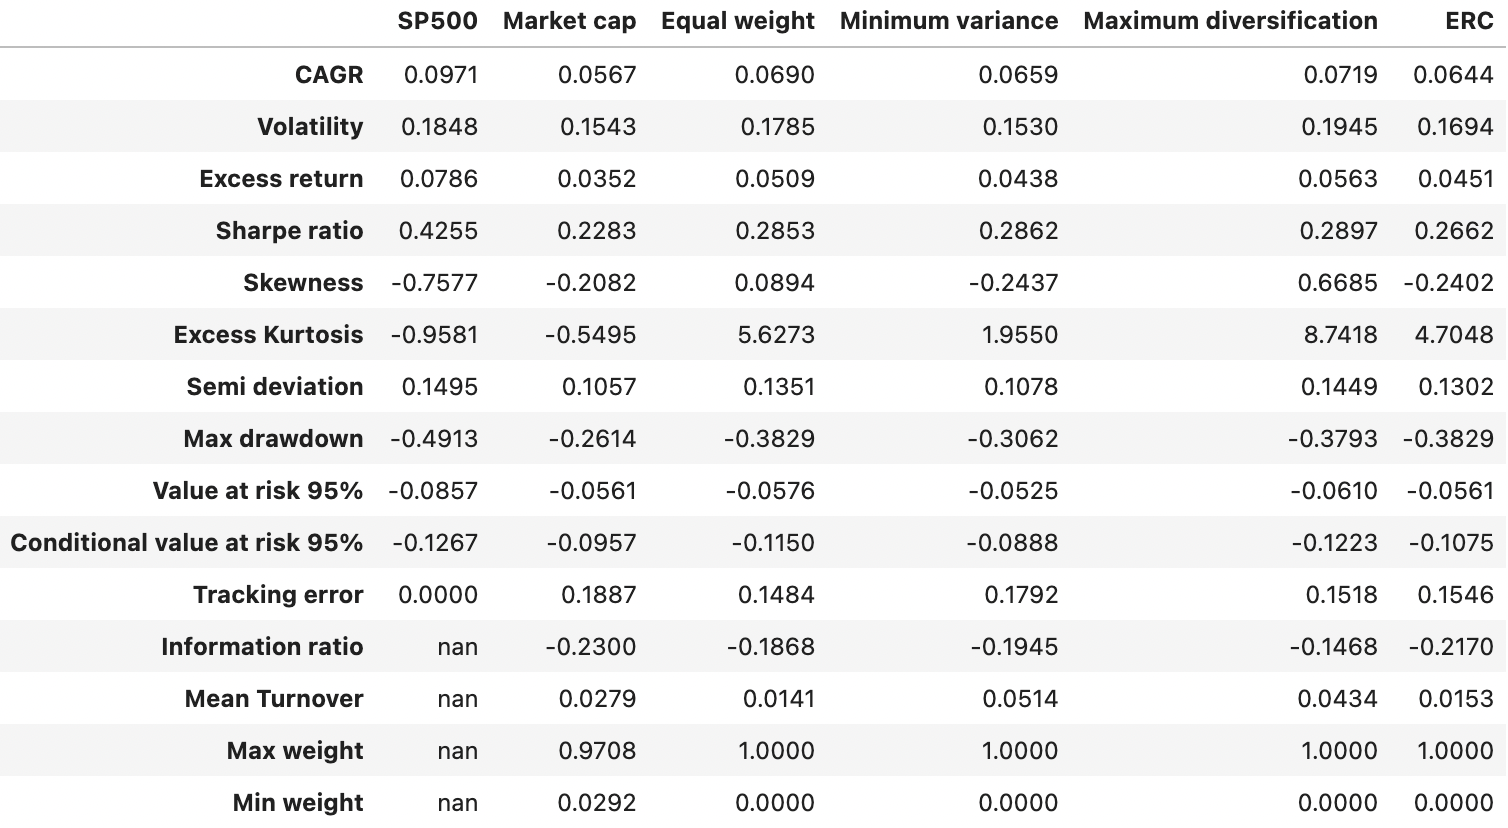 SP500 Market cap Equal weight Minimum variance Maximum diversification ERC
CAGR 0.0971 0.0567 0.0690 0.0659 0.0719 0.0644
Volatility 0.1848 0.1543 0.1785 0.1530 0.1945 0.1694
Excess return 0.0786 0.0352 0.0509 0.0438 0.0563 0.0451
Sharpe ratio 0.4255 0.2283 0.2853 0.2862 0.2897 0.2662
Skewness -0.7577 -0.2082 0.0894 -0.2437 0.6685 -0.2402
Excess Kurtosis -0.9581 -0.5495 5.6273 1.9550 8.7418 4.7048
Semi deviation 0.1495 0.1057 0.1351 0.1078 0.1449 0.1302
Max drawdown -0.4913 -0.2614 -0.3829 -0.3062 -0.3793 -0.3829
Value at risk 95% -0.0857 -0.0561 -0.0576 -0.0525 -0.0610 -0.0561
Conditional value at risk 95% -0.1267 -0.0957 -0.1150 -0.0888 -0.1223 -0.1075
Tracking error 0.0000 0.1887 0.1484 0.1792 0.1518 0.1546
Information ratio nan -0.2300 -0.1868 -0.1945 -0.1468 -0.2170
Mean Turnover nan 0.0279 0.0141 0.0514 0.0434 0.0153
Max weight nan 0.9708 1.0000 1.0000 1.0000 1.0000
Min weight nan 0.0292 0.0000 0.0000 0.0000 0.0000